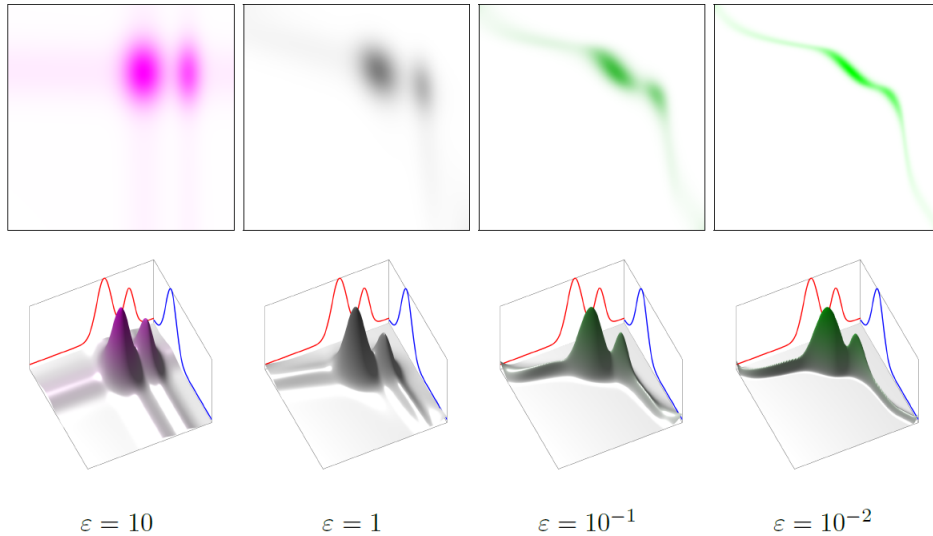 ε = 10
ε = 1
ε = 10⁻¹
ε = 10⁻²